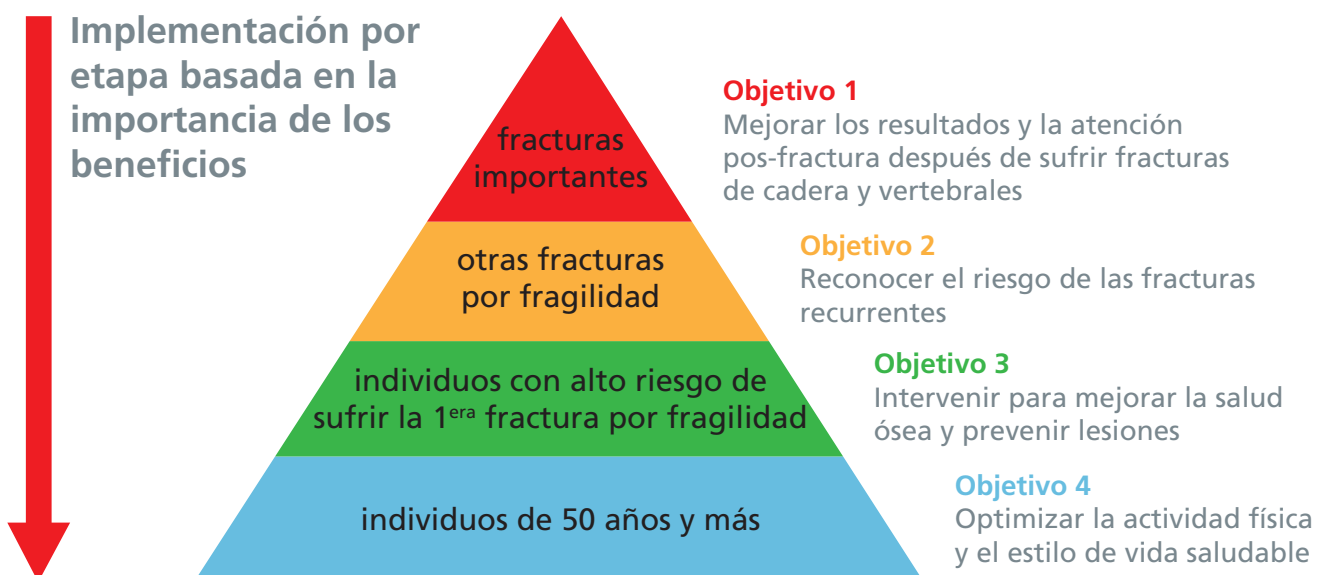 Implementación por
etapa basada en la
importancia de los
beneficios
fracturas
importantes
Objetivo 1
Mejorar los resultados y la atención
pos-fractura después de sufrir fracturas
de cadera y vertebrales
otras fracturas
por fragilidad
Objetivo 2
Reconocer el riesgo de las fracturas
recurrentes
individuos con alto riesgo de
sufrir la 1era fractura por fragilidad
Objetivo 3
Intervenir para mejorar la salud
ósea y prevenir lesiones
individuos de 50 años y más
Objetivo 4
Optimizar la actividad física
y el estilo de vida saludable